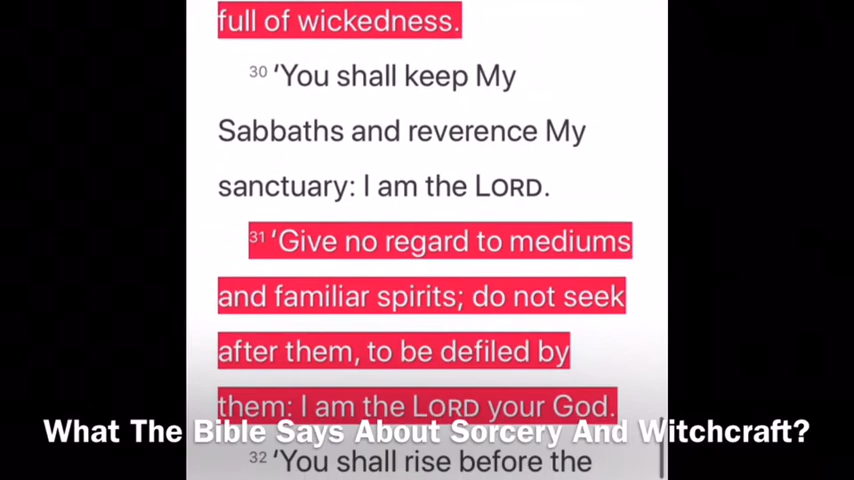 full of wickedness.
30 ‘You shall keep My
Sabbaths and reverence My
sanctuary: I am the LORD.
31 ‘Give no regard to mediums
and familiar spirits; do not seek
after them, to be defiled by
them: I am the LORD your God.
What The Bible Says About Sorcery And Witchcraft?
32 ‘You shall rise before the